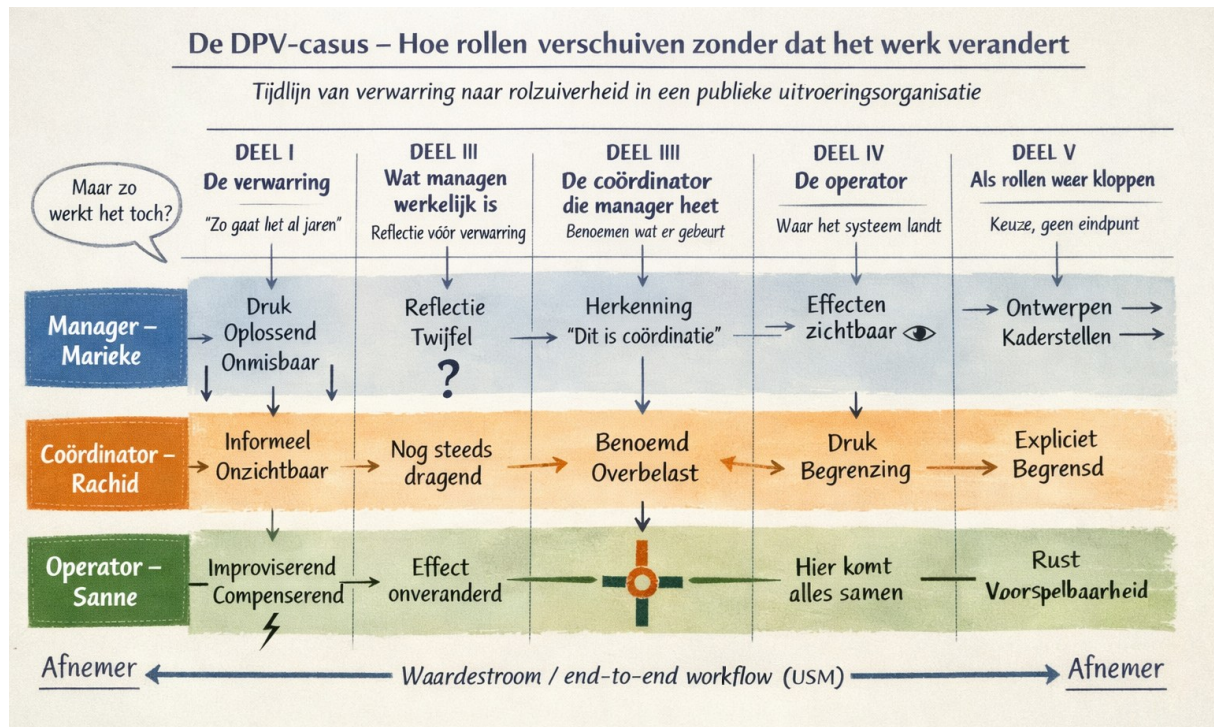 De DPV-casus – Hoe rollen verschuiven zonder dat het werk verandert
Tijdlijn van verwarring naar rolzuiverheid in een publieke uitvroeringsorganisatie
Maar zo
werkt het toch?
DEEL I
De verwarring
"Zo gaat het al jaren"
DEEL III
Wat managen
werkelijk is
Reflectie vóór verwarring
DEEL IIII
De coördinator
die manager heet
Benoemen wat er gebeurt
DEEL IV
De operator
Waar het systeem landt
DEEL V
Als rollen weer kloppen
Keuze, geen eindpunt
Manager –
Marieke
Druk
Oplossend
Onmisbaar
Reflectie
Twijfel
?
Herkenning
"Dit is coördinatie"
Effecten
zichtbaar
Ontwerpen
Kaderstellen
Coördinator –
Rachid
Informeel
Onzichtbaar
Nog steeds
dragend
Benoemd
Overbelast
Druk
Begrenzing
Expliciet
Begrensd
Operator –
Sanne
Improviserend
Compenserend
Effect
onveranderd
Hier komt
alles samen
Rust
Voorspelbaarheid
Afnemer
Waardestroom / end-to-end workflow (USM)
Afnemer